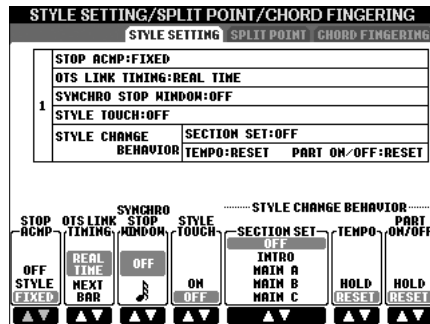 STYLE SETTING/SPLIT POINT/CHORD FINGERING
STYLE SETTING SPLIT POINT CHORD FINGERING
1
STOP ACMP:FIXED
OTS LINK TIMING:REAL TIME
SYNCHRO STOP WINDOW:OFF
STYLE TOUCH:OFF
STYLE CHANGE BEHAVIOR
SECTION SET:OFF
TEMPO:RESET PART ON/OFF:RESET
STOP ACMP
OFF
STYLE
FIXED
OTS LINK TIMING
REAL TIME
NEXT BAR
SYNCHRO STOP WINDOW
OFF
STYLE TOUCH
ON
OFF
STYLE CHANGE BEHAVIOR
SECTION SET
OFF
INTRO
MAIN A
MAIN B
MAIN C
TEMPO
HOLD
RESET
PART ON/OFF
HOLD
RESET